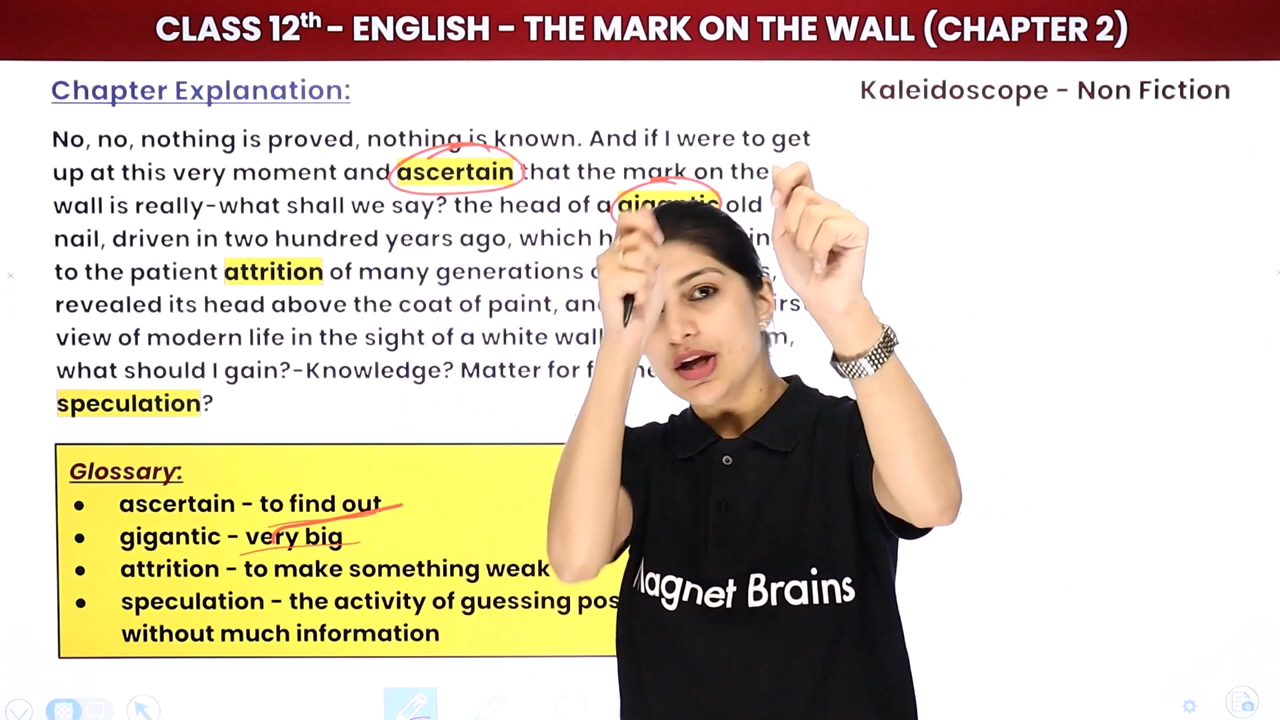 CLASS 12th - ENGLISH - THE MARK ON THE WALL (CHAPTER 2)
Chapter Explanation:
Kaleidoscope - Non Fiction
No, no, nothing is proved, nothing is known. And if I were to get
up at this very moment and ascertain that the mark on the
wall is really-what shall we say? the head of a gigantic old
nail, driven in two hundred years ago, which
to the patient attrition of many generations
revealed its head above the coat of paint,
view of modern life in the sight of a white
what should I gain?-Knowledge? Matter for
speculation?
Glossary:
● ascertain - to find out
● gigantic - very big
● attrition - to make something weak
● speculation - the activity of guessing
without much information
Magnet Brains